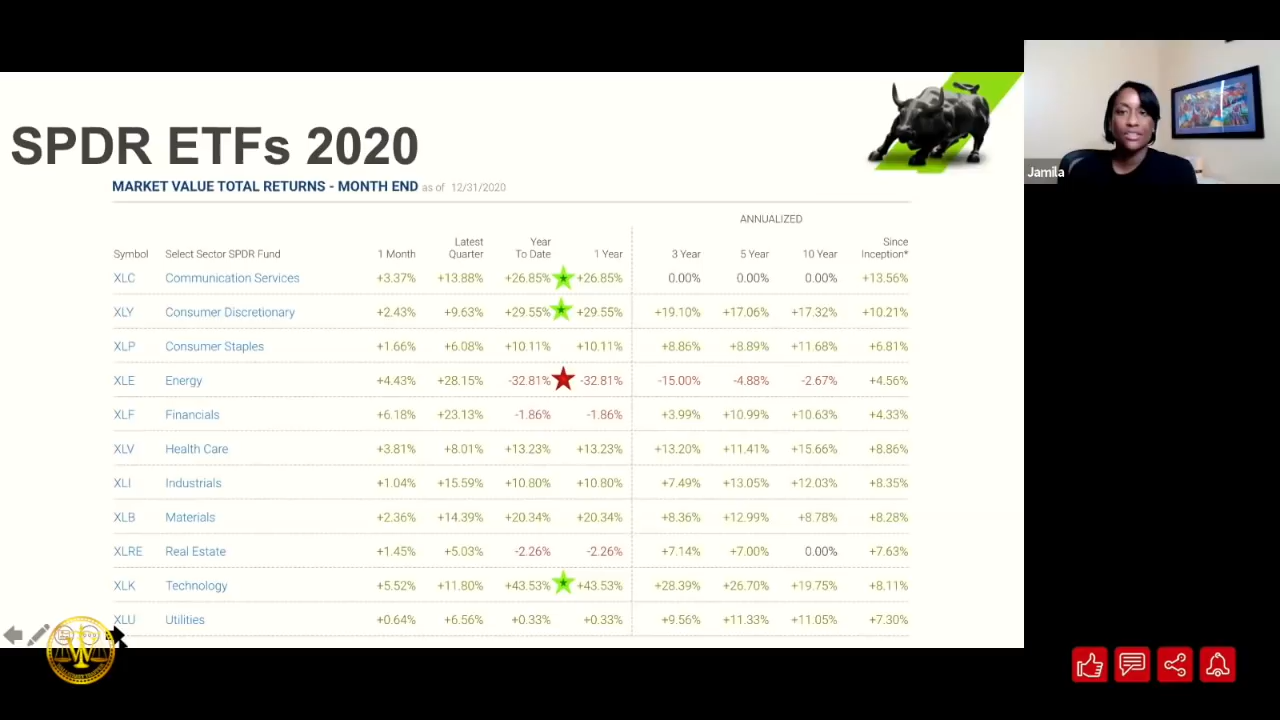 SPDR ETFs 2020
Jamila
MARKET VALUE TOTAL RETURNS - MONTH END as of 12/31/2020
ANNUALIZED
Symbol Select Sector SPDR Fund 1 Month Latest Quarter Year To Date 1 Year 3 Year 5 Year 10 Year Since Inception*
XLC Communication Services +3.37% +13.88% +26.85% +26.85% 0.00% 0.00% 0.00% +13.56%
XLY Consumer Discretionary +2.43% +9.63% +29.55% +29.55% +19.10% +17.06% +17.32% +10.21%
XLP Consumer Staples +1.66% +6.08% +10.11% +10.11% +8.86% +8.89% +11.68% +6.81%
XLE Energy +4.43% +28.15% -32.81% -32.81% -15.00% -4.88% -2.67% +4.56%
XLF Financials +6.18% +23.13% -1.86% -1.86% +3.99% +10.99% +10.63% +4.33%
XLV Health Care +3.81% +8.01% +13.23% +13.23% +13.20% +11.41% +15.66% +8.86%
XLI Industrials +1.04% +15.59% +10.80% +10.80% +7.49% +13.05% +12.03% +8.35%
XLB Materials +2.36% +14.39% +20.34% +20.34% +8.36% +12.99% +8.78% +8.28%
XLRE Real Estate +1.45% +5.03% -2.26% -2.26% +7.14% +7.00% 0.00% +7.63%
XLK Technology +5.52% +11.80% +43.53% +43.53% +28.39% +26.70% +19.75% +8.11%
XLU Utilities +0.64% +6.56% +0.33% +0.33% +9.56% +11.33% +11.05% +7.30%
W